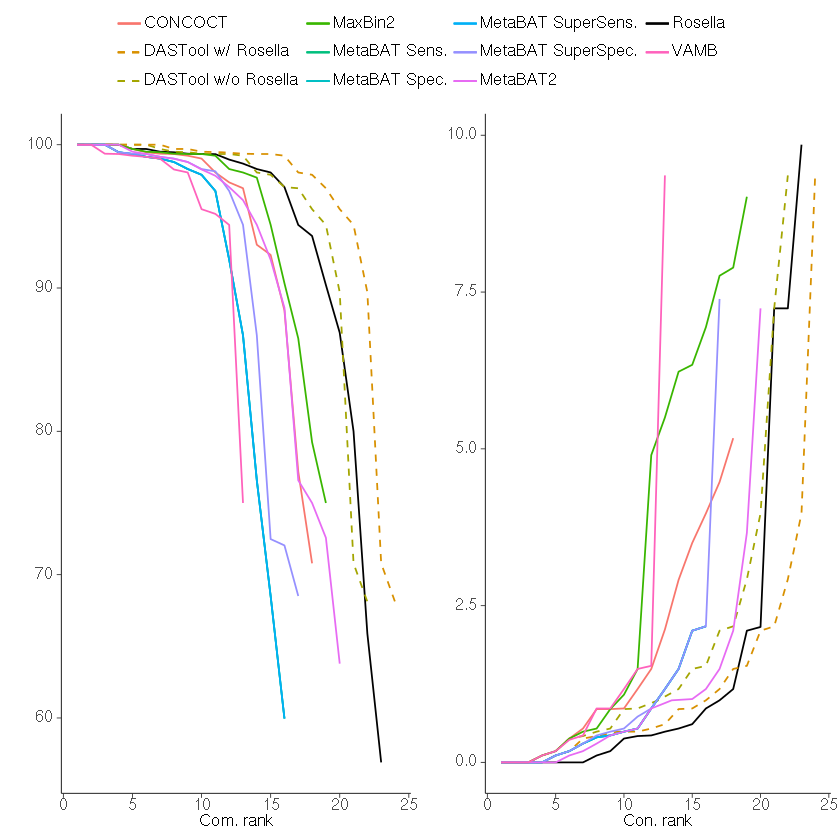 CONCOCT MaxBin2 MetaBAT SuperSens. Rosella
DASTool w/ Rosella MetaBAT Sens. MetaBAT SuperSpec. VAMB
DASTool w/o Rosella MetaBAT Spec. MetaBAT2
100
90
80
70
60
0 5 10 15 20 25
Com. rank
10.0
7.5
5.0
2.5
0.0
0 5 10 15 20 25
Con. rank